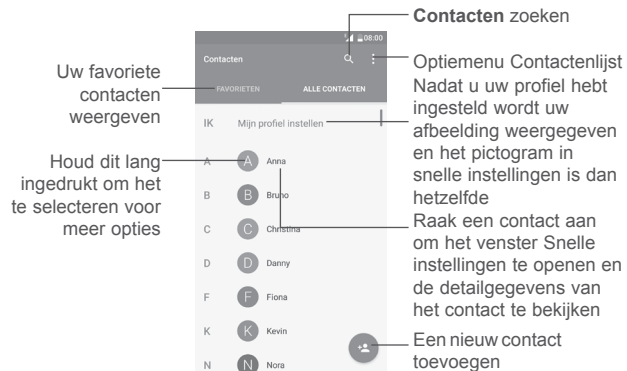 Contacten zoeken
08:00
Contacten
Optiemenu Contactenlijst
Uw favoriete
contacten
weergeven
FAVORIETEN
ALLE CONTACTEN
Nadat u uw profiel hebt
ingesteld wordt uw
afbeelding weergegeven
en het pictogram in
snelle instellingen is dan
hetzelfde
IK Mijn profiel instellen
Houd dit lang
ingedrukt om het
te selecteren voor
meer opties
A A Anna
B B Bruno
C C Christina
D D Danny
F F Fiona
K K Kevin
N N Nora
Raak een contact aan
om het venster Snelle
instellingen te openen en
de detailgegevens van
het contact te bekijken
Een nieuw contact
toevoegen